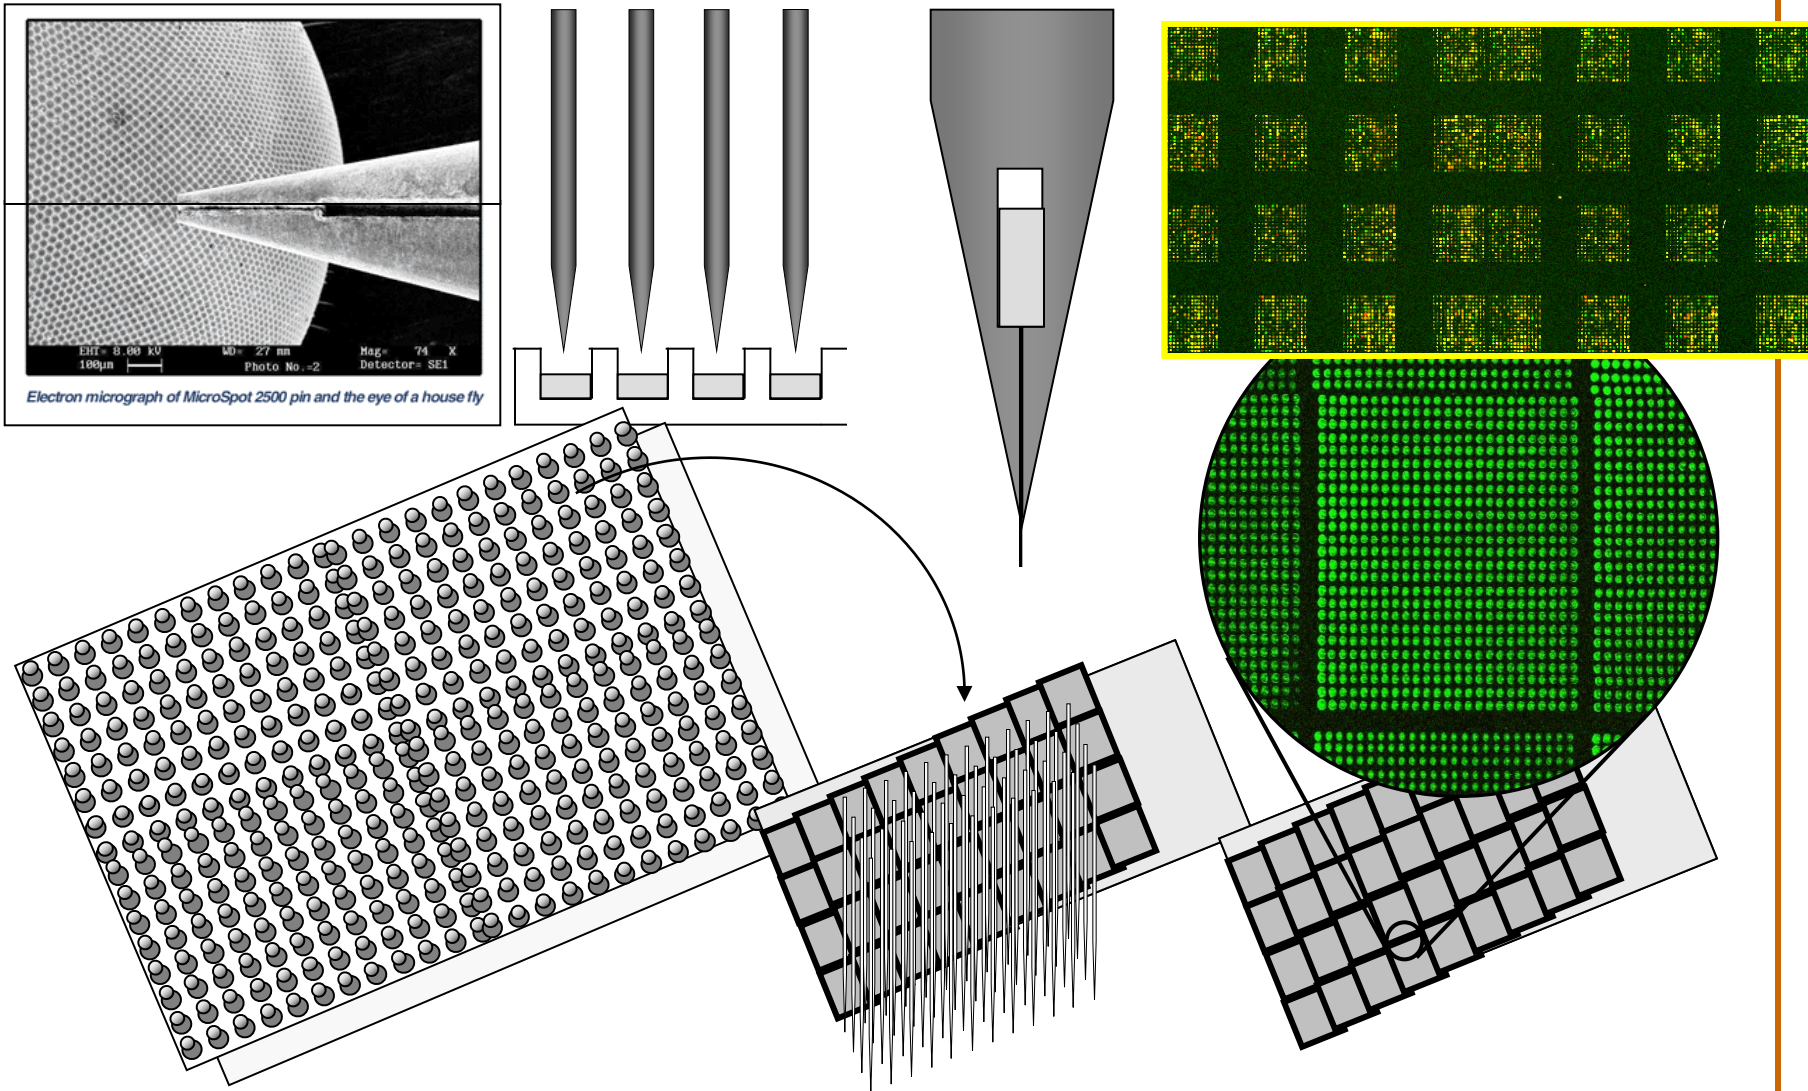 EHT= 8.00 kV WD= 27 mm Mag= 74 X
100µm Photo No.=2 Detector= SE1
Electron micrograph of MicroSpot 2500 pin and the eye of a house fly